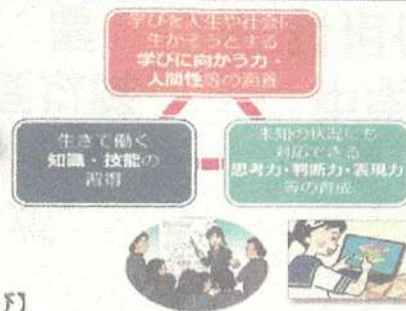 学びを人生や社会に
生かそうとする
学びに向かう力・
人間性等の涵養
生きて働く
知識・技能の
習得
未知の状況にも
対応できる
思考力・判断力・表現力
等の育成
下】